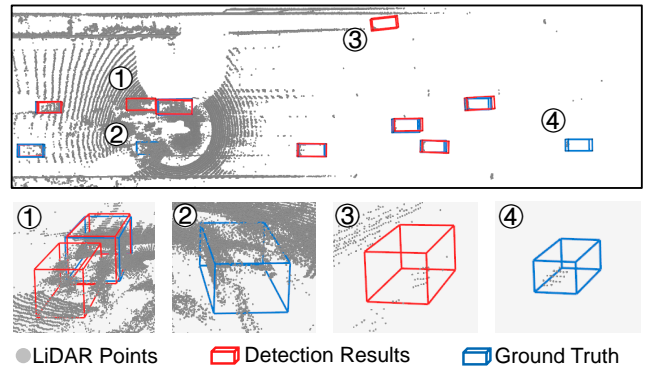 ③
①
②
④
① ② ③ ④
LiDAR Points Detection Results Ground Truth